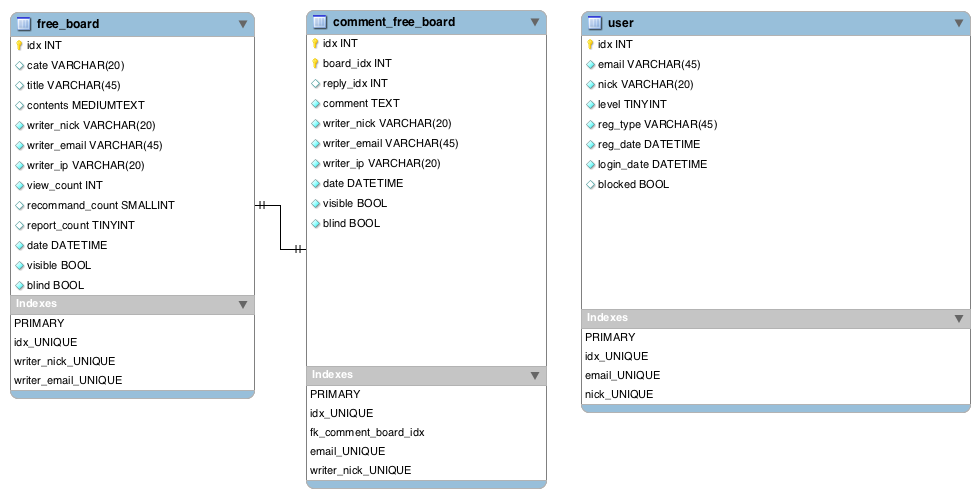 free_board
idx INT
cate VARCHAR(20)
title VARCHAR(45)
contents MEDIUMTEXT
writer_nick VARCHAR(20)
writer_email VARCHAR(45)
writer_ip VARCHAR(20)
view_count INT
recommand_count SMALLINT
report_count TINYINT
date DATETIME
visible BOOL
blind BOOL
Indexes
PRIMARY
idx_UNIQUE
writer_nick_UNIQUE
writer_email_UNIQUE
comment_free_board
idx INT
board_idx INT
reply_idx INT
comment TEXT
writer_nick VARCHAR(20)
writer_email VARCHAR(45)
writer_ip VARCHAR(20)
date DATETIME
visible BOOL
blind BOOL
Indexes
PRIMARY
idx_UNIQUE
fk_comment_board_idx
email_UNIQUE
writer_nick_UNIQUE
user
idx INT
email VARCHAR(45)
nick VARCHAR(20)
level TINYINT
reg_type VARCHAR(45)
reg_date DATETIME
login_date DATETIME
blocked BOOL
Indexes
PRIMARY
idx_UNIQUE
email_UNIQUE
nick_UNIQUE